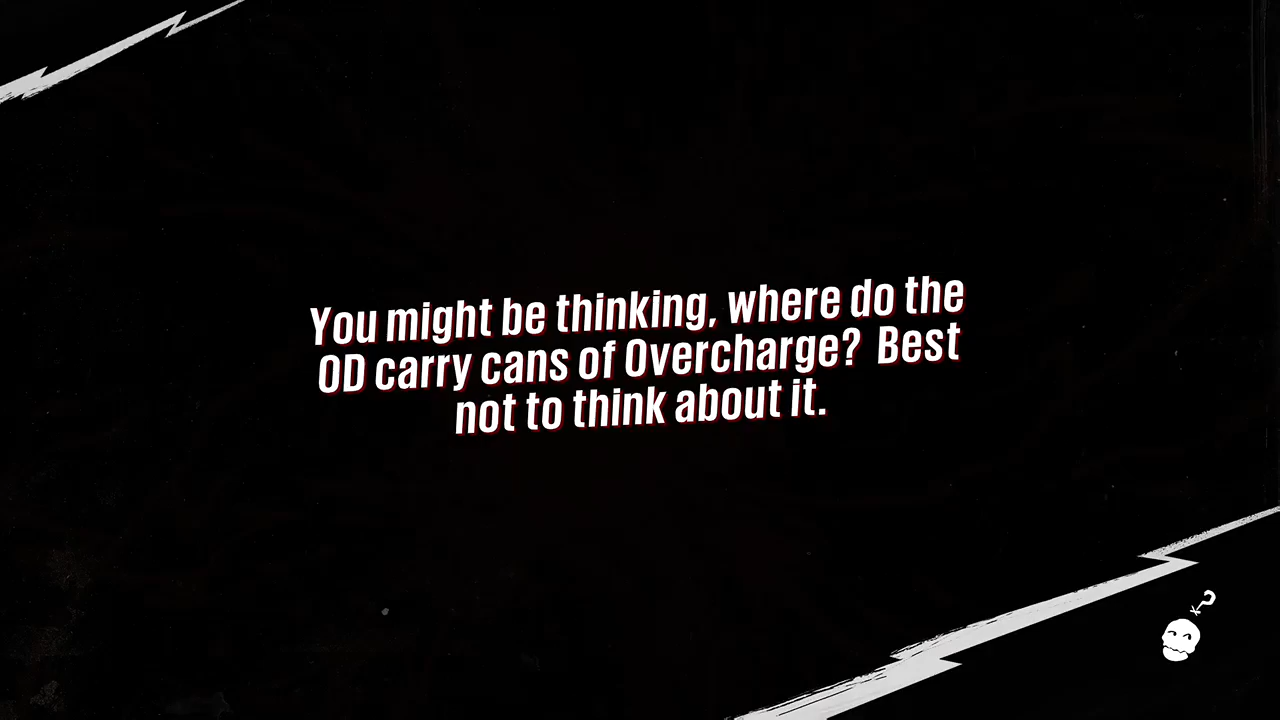 You might be thinking, where do the
OD carry cans of Overcharge? Best
not to think about it.